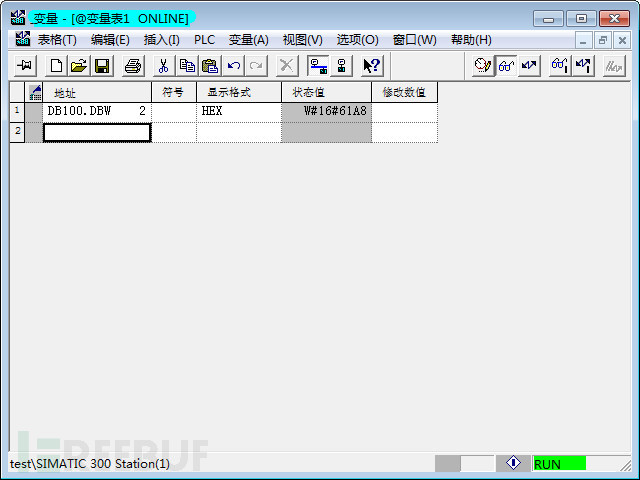 变量 - [@变量表1 ONLINE]
表格(T) 编辑(E) 插入(I) PLC 变量(A) 视图(V) 选项(O) 窗口(W) 帮助(H)
地址 符号 显示格式 状态值 修改数值
1 DB100.DBW 2 HEX W#16#61A8
2
FREEBUF
test\SIMATIC 300 Station(1) RUN